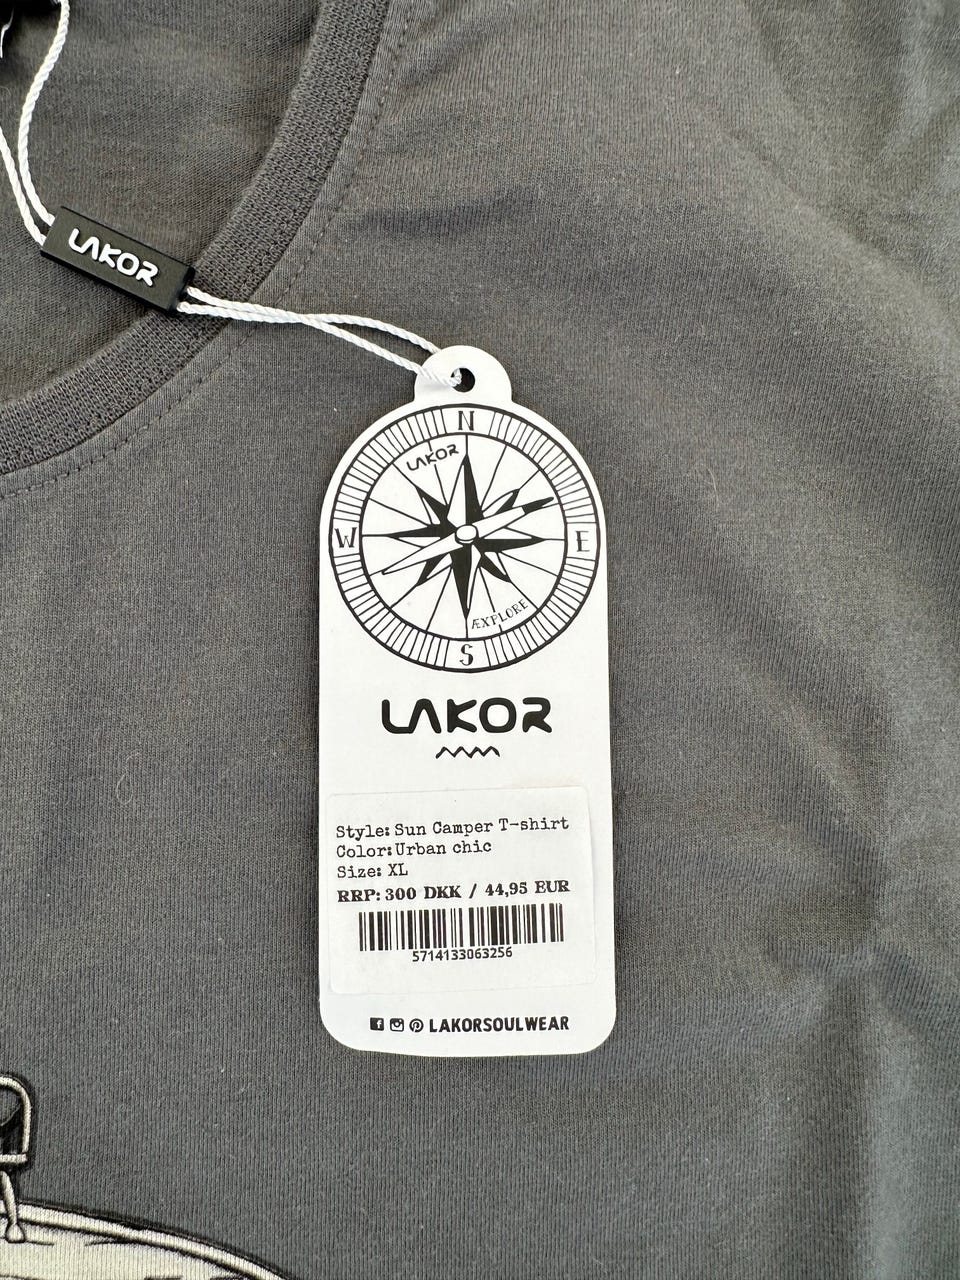 LAKOR
N
LAKOR
W
E
ÆXPLORE
S
LAKOR
Style: Sun Camper T-shirt
Color: Urban chic
Size: XL
RRP: 300 DKK / 44,95 EUR
5714133063256
LAKORSOULWEAR